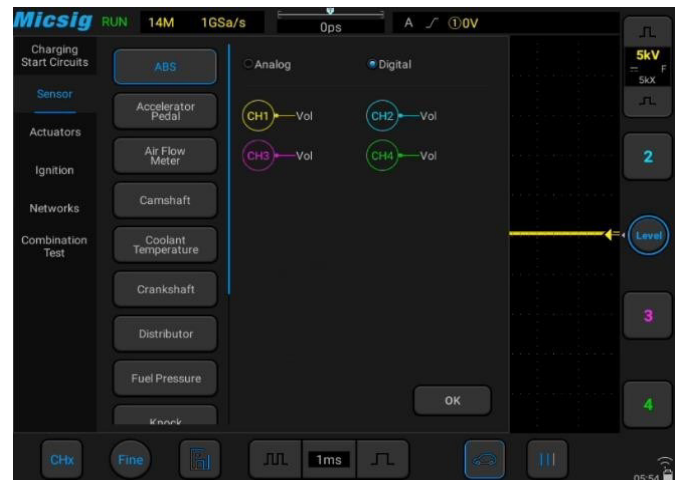 Micsig RUN 14M 1GSa/s 0ps A ①0V
Charging
Start Circuits
Sensor
Actuators
Ignition
Networks
Combination
Test
ABS
Accelerator
Pedal
Air Flow
Meter
Camshaft
Coolant
Temperature
Crankshaft
Distributor
Fuel Pressure
Knock
Analog Digital
CH1 Vol CH2 Vol
CH3 Vol CH4 Vol
OK
5kV
F
5kX
2
Level
3
4
CHx Fine 1ms
05:54